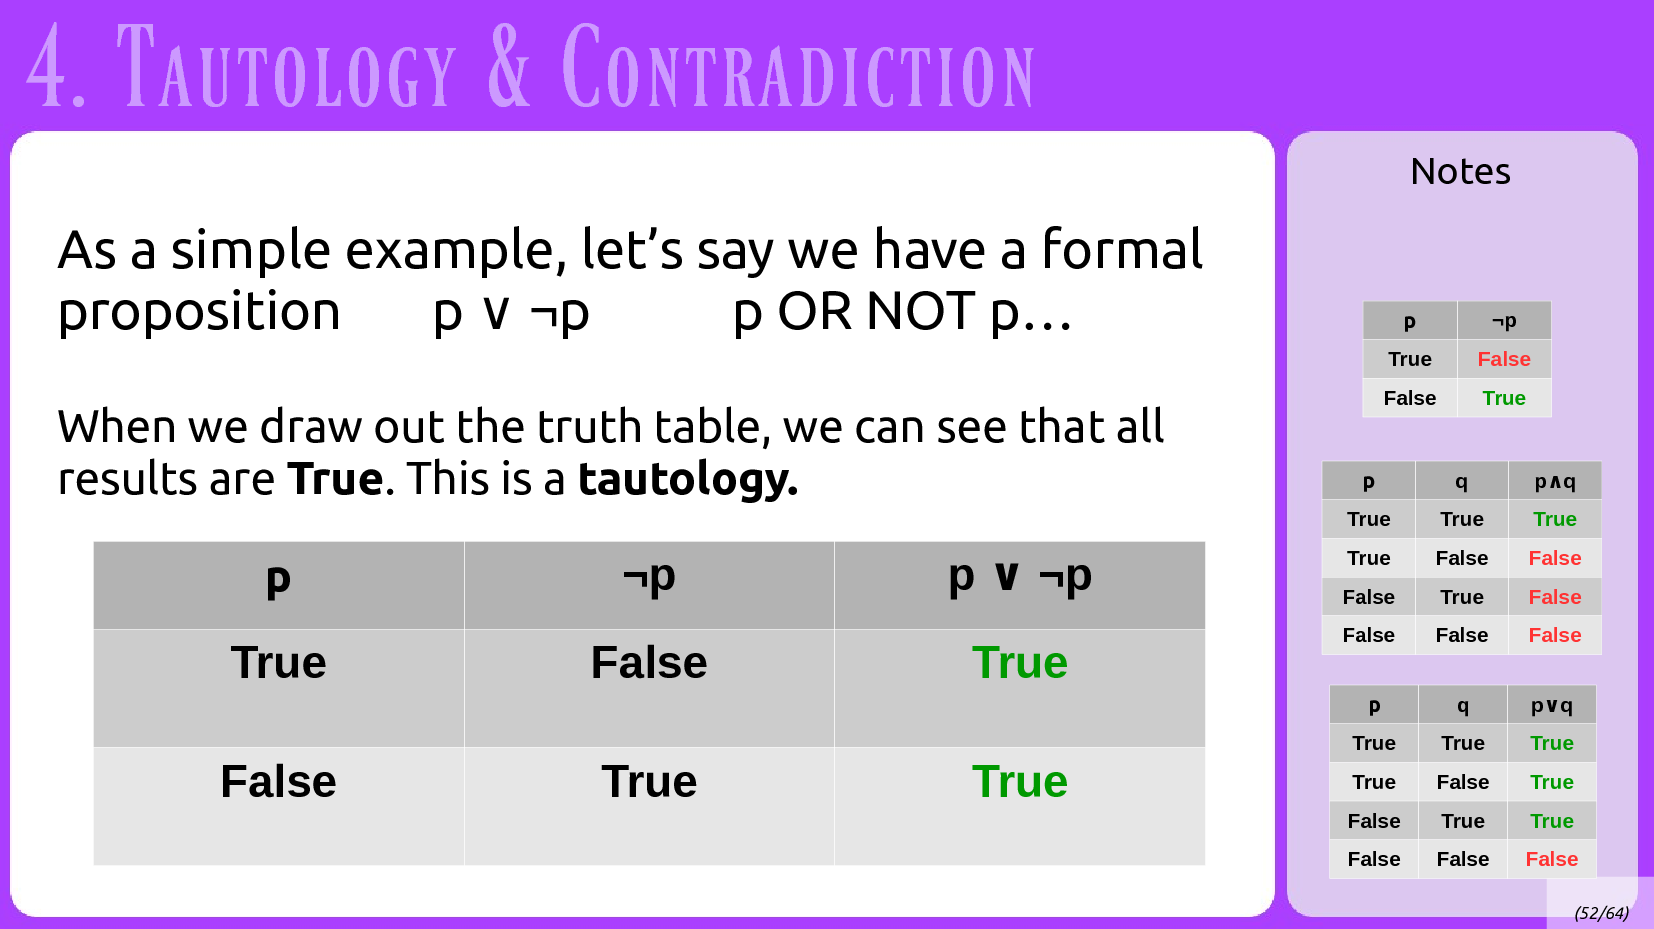 4. Tautology & Contradiction
As a simple example, let’s say we have a formal
proposition p ∨ ¬p p OR NOT p…
When we draw out the truth table, we can see that all
results are True. This is a tautology.
p ¬p p ∨ ¬p
True False True
False True True
Notes
p ¬p
True False
False True
p q p∧q
True True True
True False False
False True False
False False False
p q p∨q
True True True
True False True
False True True
False False False
(52/64)